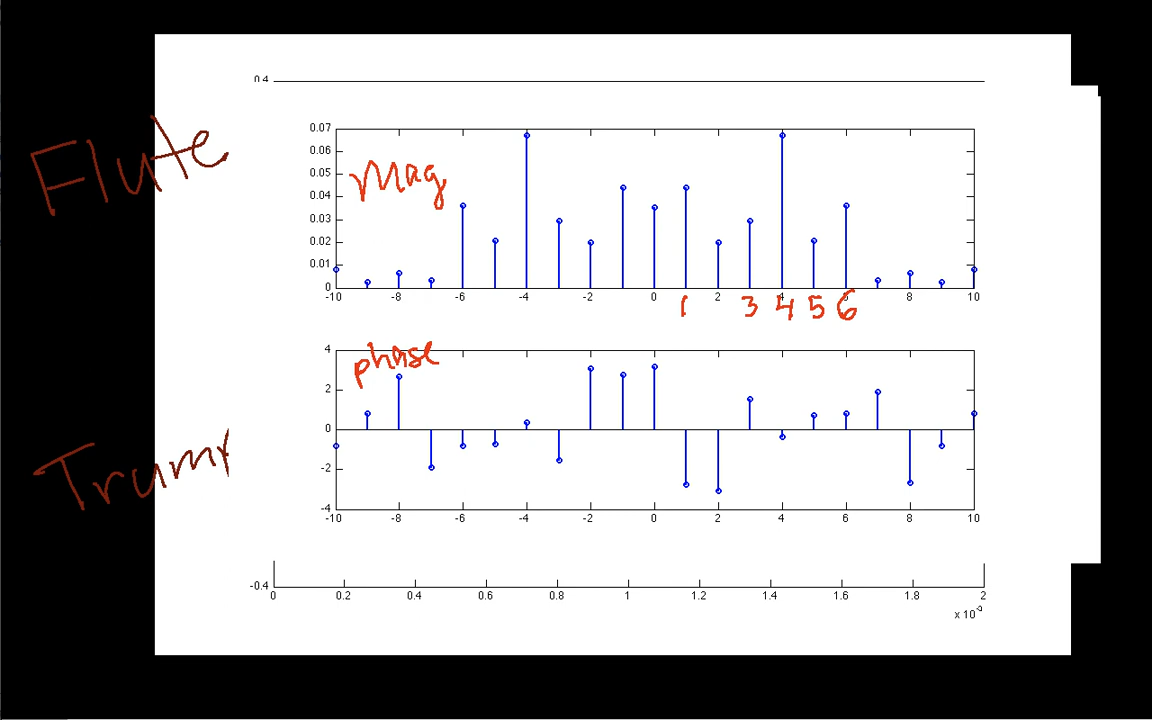 0.4
Flute
0.07
0.06
0.05
0.04
0.03
0.02
0.01
0
Mag
-10 -8 -6 -4 -2 0 2 4 6 8 10
1 3 4 5 6
phase
4
2
0
-2
-4
-10 -8 -6 -4 -2 0 2 4 6 8 10
Trum
-0.4
0 0.2 0.4 0.6 0.8 1 1.2 1.4 1.6 1.8 2